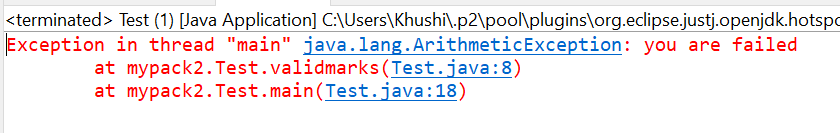 <terminated> Test (1) [Java Application] C:\Users\Khushi\.p2\pool\plugins\org.eclipse.justj.openjdk.hotspo
Exception in thread "main" java.lang.ArithmeticException: you are failed
at mypack2.Test.validmarks(Test.java:8)
at mypack2.Test.main(Test.java:18)